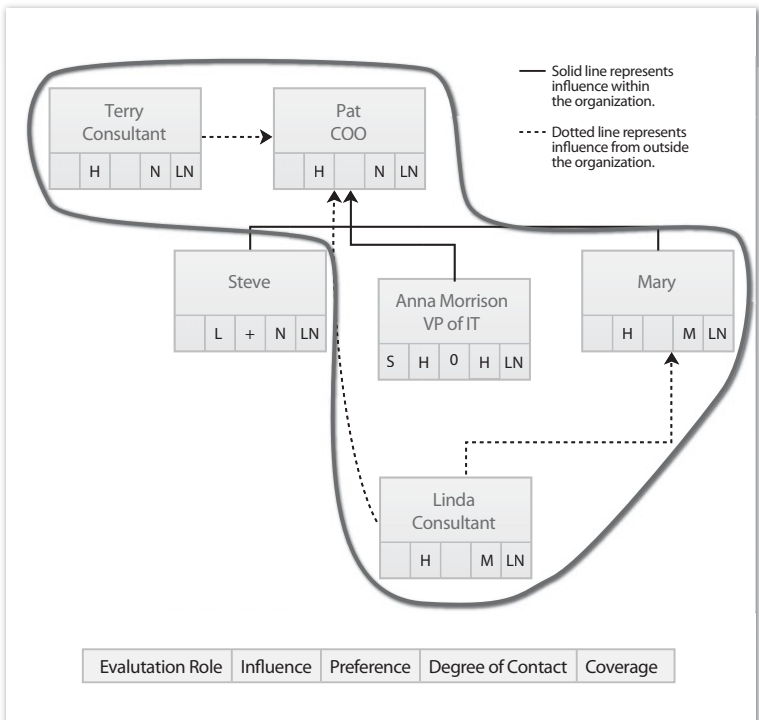 Solid line represents
influence within
the organization.
Dotted line represents
influence from outside
the organization.
Terry
Consultant
H N LN
Pat
COO
H N LN
Steve
L + N LN
Anna Morrison
VP of IT
S H 0 H LN
Mary
H M LN
Linda
Consultant
H M LN
Evalutation Role Influence Preference Degree of Contact Coverage